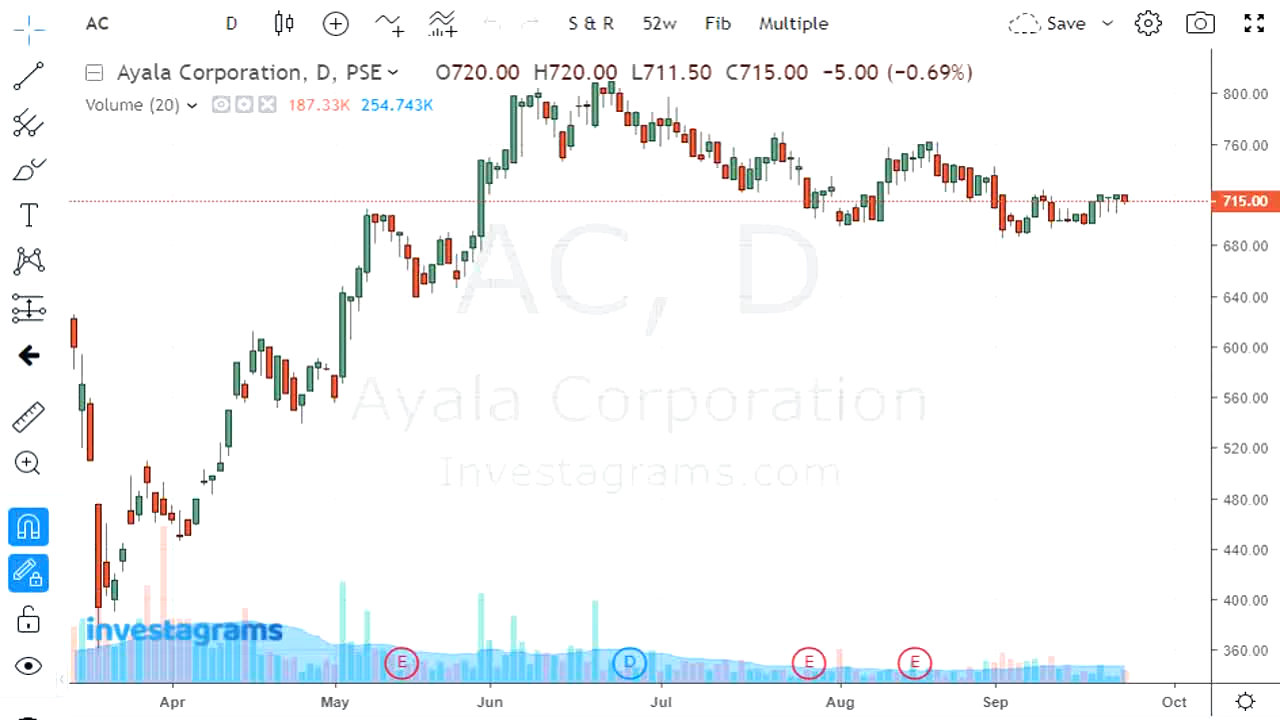 AC D S & R 52w Fib Multiple Save
Ayala Corporation, D, PSE O720.00 H720.00 L711.50 C715.00 −5.00 (−0.69%)
Volume (20) 187.33K 254.743K
800.00
760.00
715.00
680.00
640.00
600.00
560.00
520.00
480.00
440.00
400.00
360.00
T
AC, D
Ayala Corporation
Investagrams.com
investagrams
E D E E
Apr May Jun Jul Aug Sep Oct